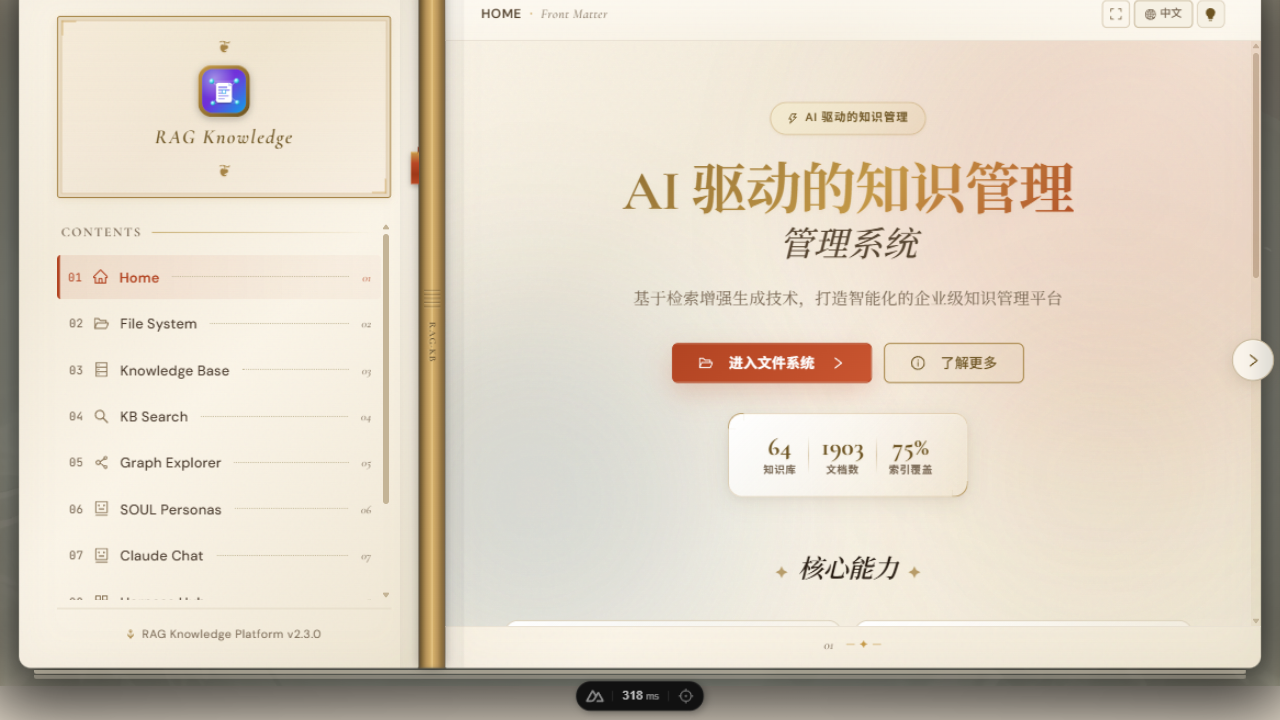 RAG Knowledge
CONTENTS
01 Home 01
02 File System 02
03 Knowledge Base 03
04 KB Search 04
05 Graph Explorer 05
06 SOUL Personas 06
07 Claude Chat 07
RAG Knowledge Platform v2.3.0
RAG KB
HOME · Front Matter
中文
AI 驱动的知识管理
AI 驱动的知识管理
管理系统
基于检索增强生成技术，打造智能化的企业级知识管理平台
进入文件系统
了解更多
64 1903 75%
知识库 文档数 索引覆盖
核心能力
01
318 ms